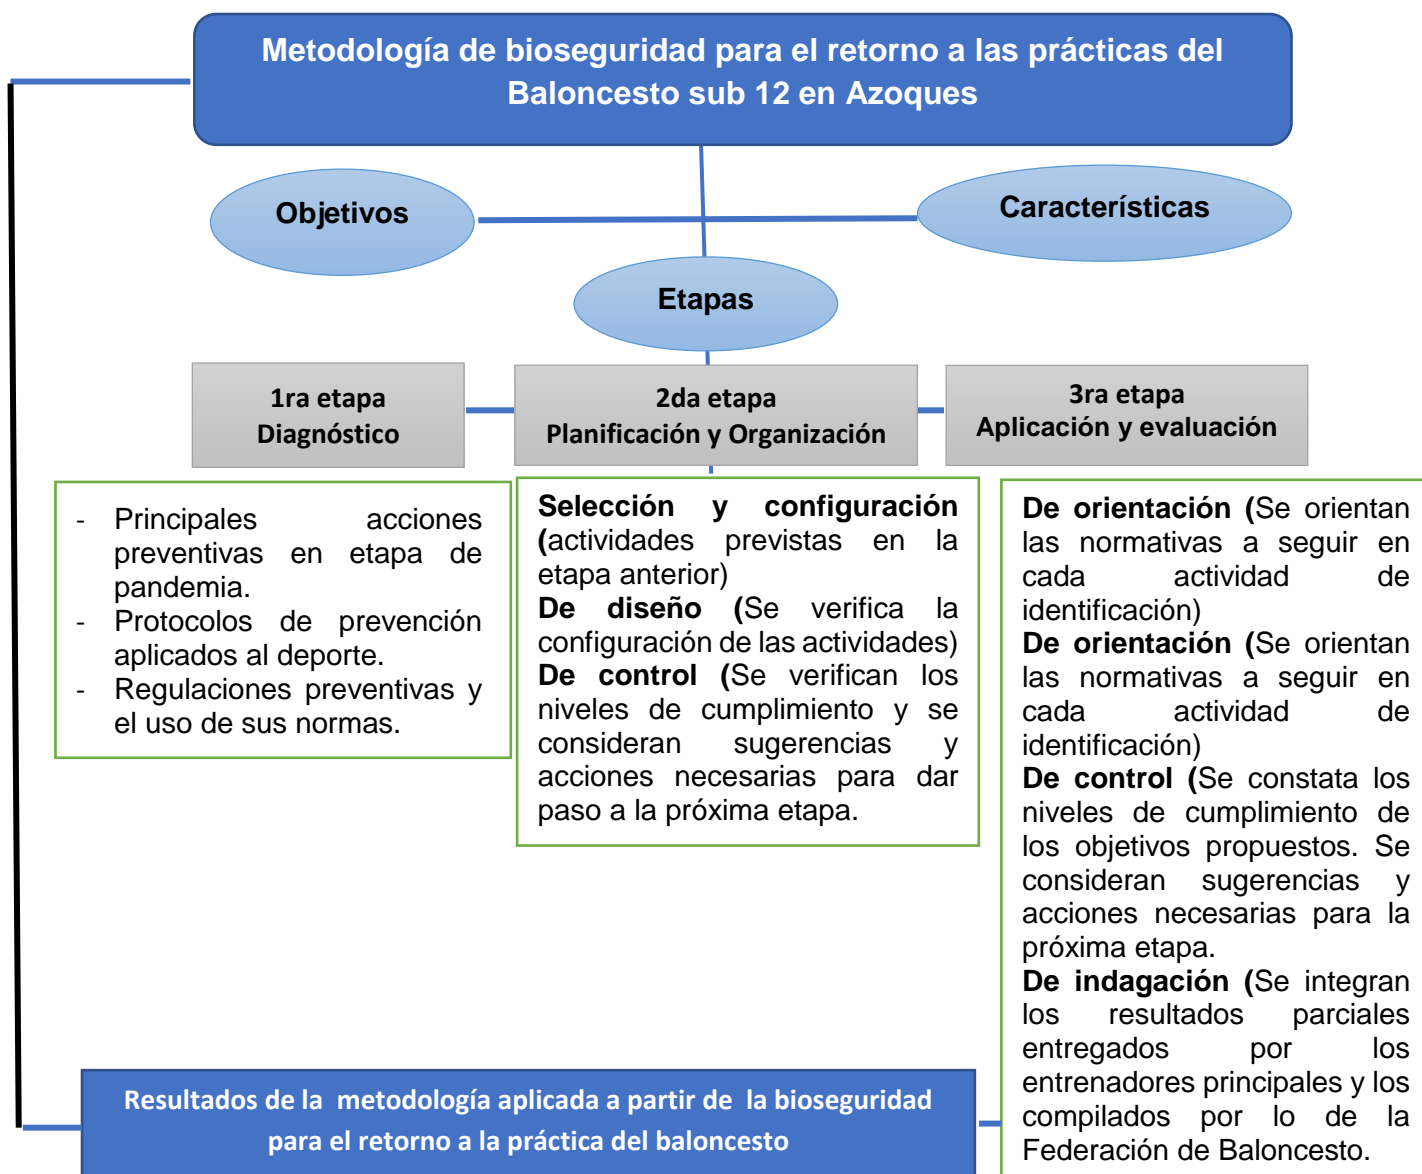 Metodología de bioseguridad para el retorno a las prácticas del
Baloncesto sub 12 en Azoques
Objetivos
Características
Etapas
1ra etapa
Diagnóstico
2da etapa
Planificación y Organización
3ra etapa
Aplicación y evaluación
- Principales acciones
preventivas en etapa de
pandemia.
- Protocolos de prevención
aplicados al deporte.
- Regulaciones preventivas y
el uso de sus normas.
Selección y configuración
(actividades previstas en la
etapa anterior)
De diseño (Se verifica la
configuración de las actividades)
De control (Se verifican los
niveles de cumplimiento y se
consideran sugerencias y
acciones necesarias para dar
paso a la próxima etapa.
De orientación (Se orientan
las normativas a seguir en
cada actividad de
identificación)
De orientación (Se orientan
las normativas a seguir en
cada actividad de
identificación)
De control (Se constata los
niveles de cumplimiento de
los objetivos propuestos. Se
consideran sugerencias y
acciones necesarias para la
próxima etapa.
De indagación (Se integran
los resultados parciales
entregados por los
entrenadores principales y los
compilados por lo de la
Federación de Baloncesto.
Resultados de la metodología aplicada a partir de la bioseguridad
para el retorno a la práctica del baloncesto